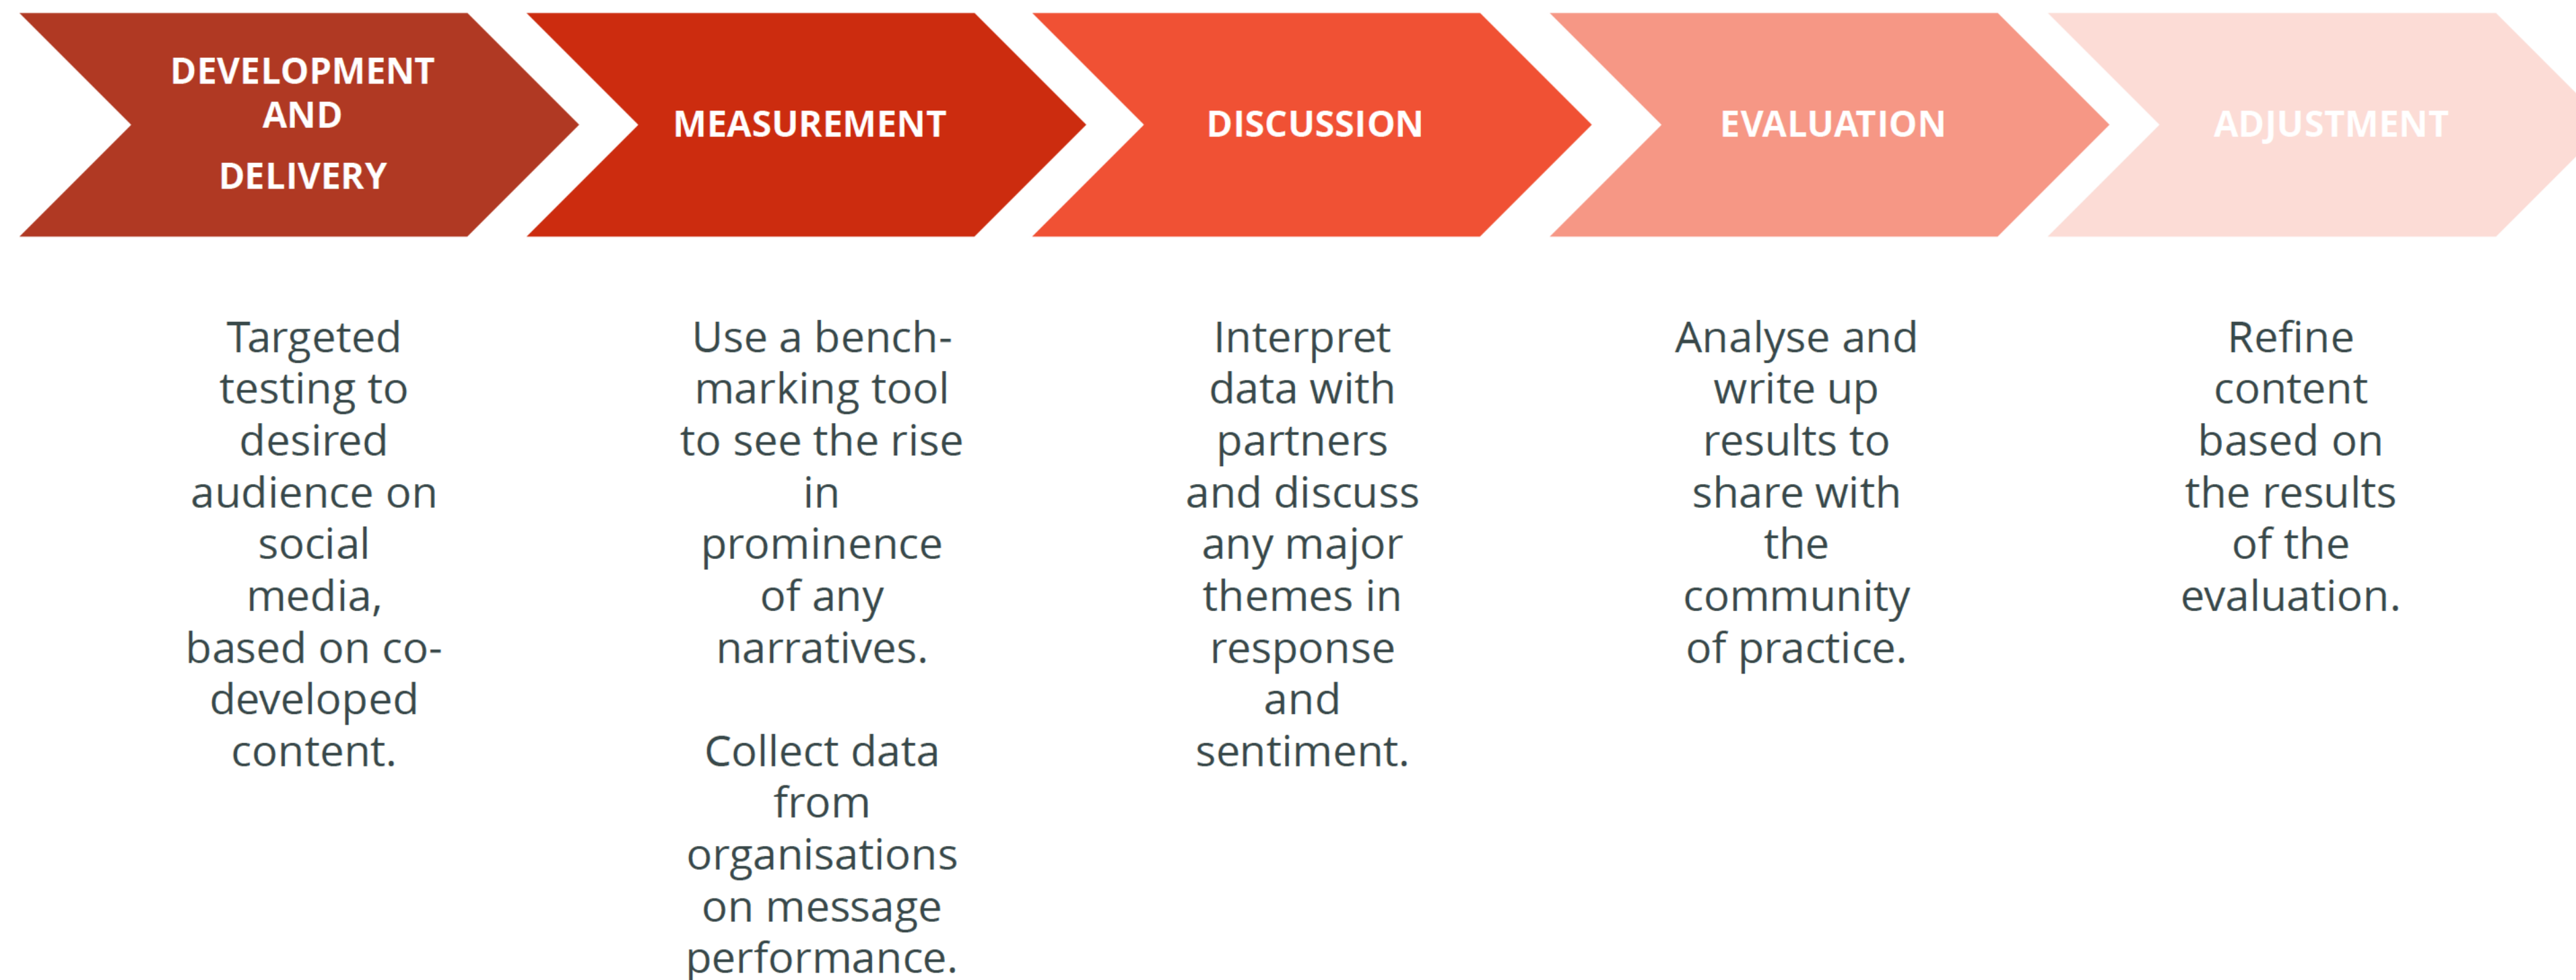 DEVELOPMENT
AND
DELIVERY
MEASUREMENT
DISCUSSION
EVALUATION
ADJUSTMENT
Targeted
testing to
desired
audience on
social
media,
based on co-
developed
content.
Use a bench-
marking tool
to see the rise
in
prominence
of any
narratives.
Collect data
from
organisations
on message
performance.
Interpret
data with
partners
and discuss
any major
themes in
response
and
sentiment.
Analyse and
write up
results to
share with
the
community
of practice.
Refine
content
based on
the results
of the
evaluation.